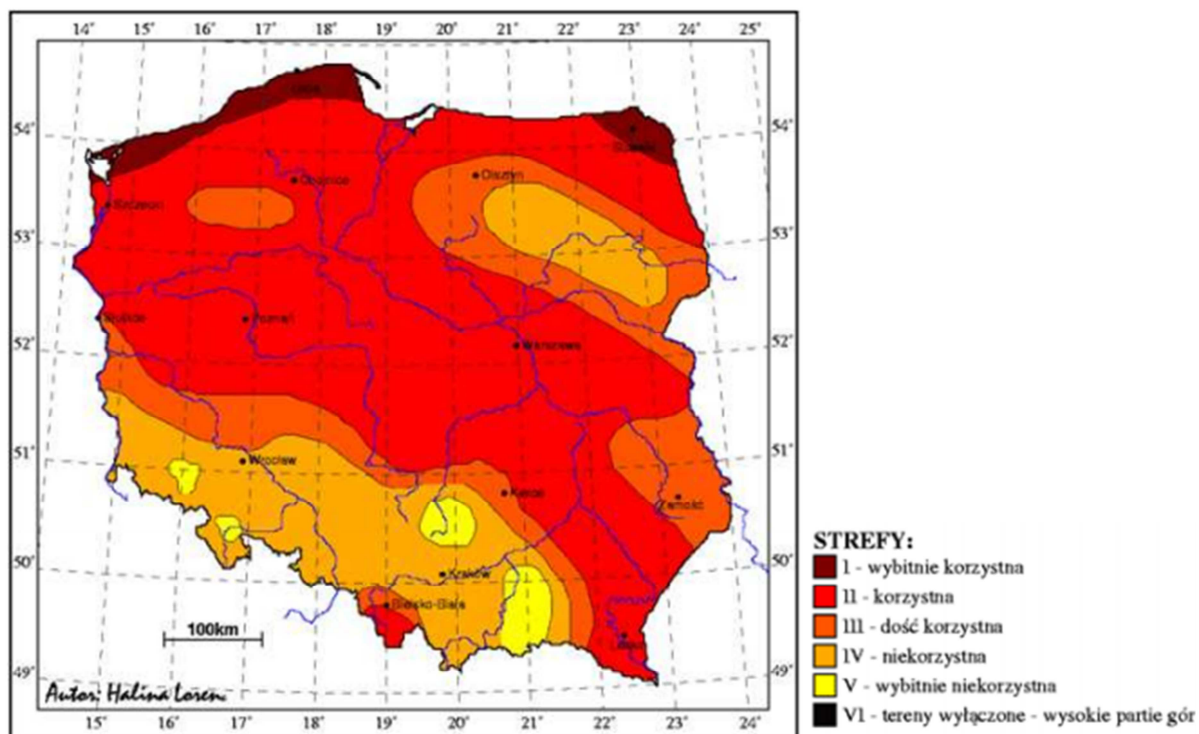 14° 15° 16° 17° 18° 19° 20° 21° 22° 23° 24° 25°
54° 54°
Chojnice
Olsztyn
Szczecin
53° 53°
Słubice
Poznań
Warszawa
52° 52°
51° 51°
Wrocław
Kielce
Zamość
50° 50°
Kraków
Bielsko-Biała
100km
49° 49°
Autor: Halina Lorenc
15° 16° 17° 18° 19° 20° 21° 22° 23° 24°
STREFY:
I - wybitnie korzystna
II - korzystna
III - dość korzystna
IV - niekorzystna
V - wybitnie niekorzystna
VI - tereny wyłączone - wysokie partie gór